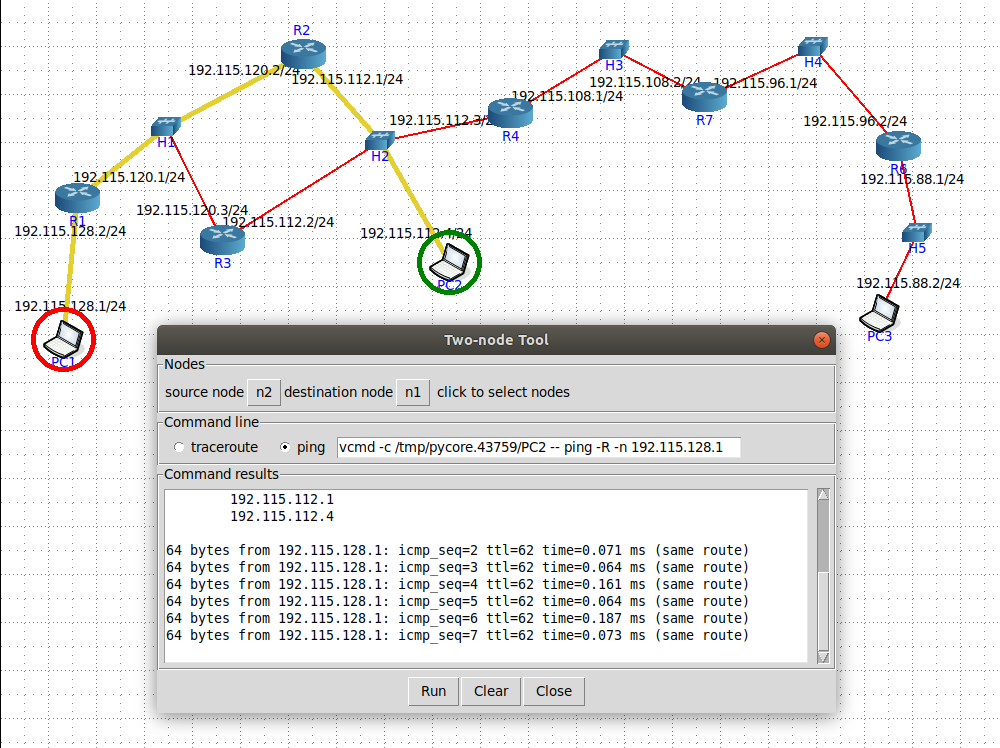 R2
192.115.120.2/24
192.115.112.1/24
H3
H4
192.115.108.2/24
192.115.96.1/24
192.115.108.1/24
R7
H1
192.115.112.3/2
R4
192.115.96.2/24
H2
R6
192.115.120.1/24
192.115.88.1/24
R1
192.115.120.3/24
192.115.112.2/24
192.115.128.2/24
192.115.112.4/24
H5
R3
PC2
192.115.88.2/24
192.115.128.1/24
PC3
PC1
Two-node Tool
Nodes
source node n2 destination node n1 click to select nodes
Command line
traceroute ping vcmd -c /tmp/pycore.43759/PC2 -- ping -R -n 192.115.128.1
Command results
192.115.112.1
192.115.112.4
64 bytes from 192.115.128.1: icmp_seq=2 ttl=62 time=0.071 ms (same route)
64 bytes from 192.115.128.1: icmp_seq=3 ttl=62 time=0.064 ms (same route)
64 bytes from 192.115.128.1: icmp_seq=4 ttl=62 time=0.161 ms (same route)
64 bytes from 192.115.128.1: icmp_seq=5 ttl=62 time=0.064 ms (same route)
64 bytes from 192.115.128.1: icmp_seq=6 ttl=62 time=0.187 ms (same route)
64 bytes from 192.115.128.1: icmp_seq=7 ttl=62 time=0.073 ms (same route)
Run Clear Close